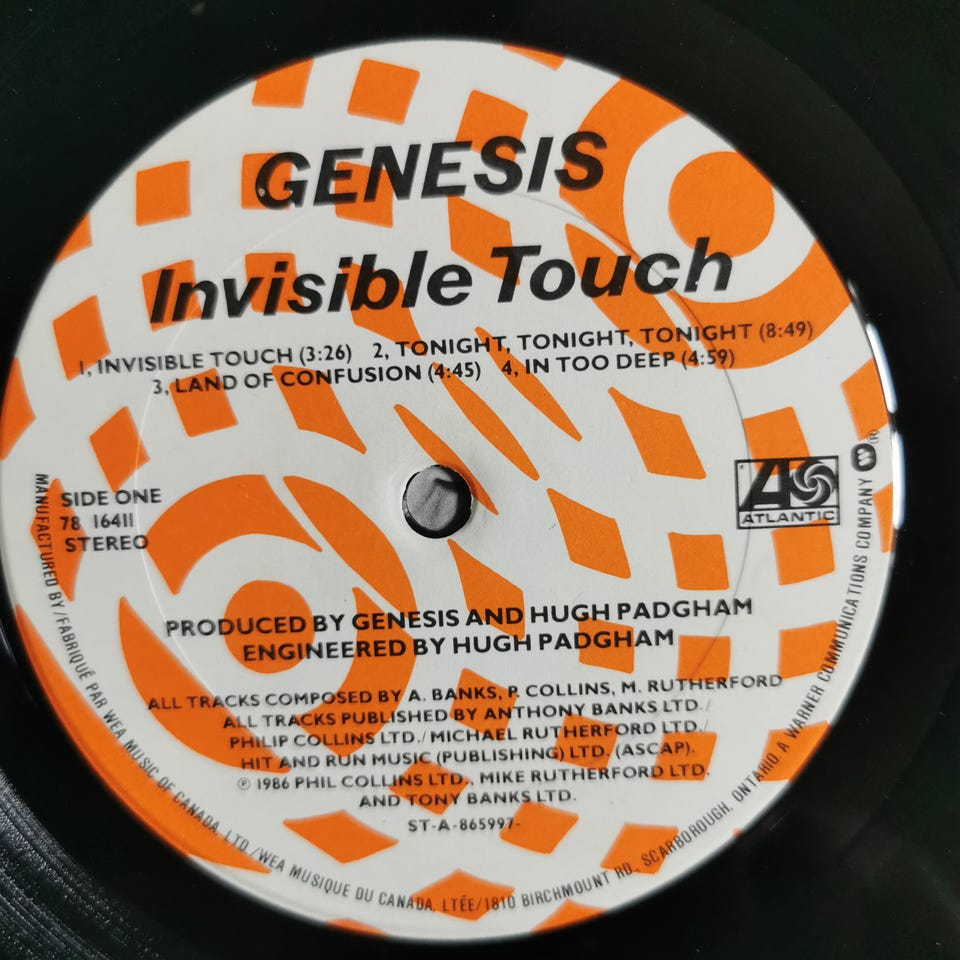 GENESIS
Invisible Touch
1, INVISIBLE TOUCH (3:26) 2, TONIGHT, TONIGHT, TONIGHT (8:49)
3, LAND OF CONFUSION (4:45) 4, IN TOO DEEP (4:59)
SIDE ONE
78 16411
STEREO
ATLANTIC
PRODUCED BY GENESIS AND HUGH PADGHAM
ENGINEERED BY HUGH PADGHAM
ALL TRACKS COMPOSED BY A. BANKS, P. COLLINS, M. RUTHERFORD
ALL TRACKS PUBLISHED BY ANTHONY BANKS LTD./
PHILIP COLLINS LTD./MICHAEL RUTHERFORD LTD./
HIT AND RUN MUSIC (PUBLISHING) LTD. (ASCAP).
℗ 1986 PHIL COLLINS LTD., MIKE RUTHERFORD LTD.
AND TONY BANKS LTD.
ST-A-865997-
MANUFACTURED BY/FABRIQUÉ PAR WEA MUSIC OF CANADA, LTD/WEA MUSIQUE DU CANADA, LTÉE/1810 BIRCHMOUNT RD., SCARBOROUGH, ONTARIO, A WARNER COMMUNICATIONS COMPANY (R)